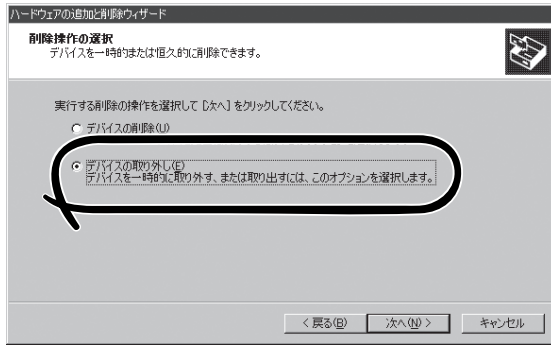 ハードウェアの追加と削除ウィザード
削除操作の選択
デバイスを一時的または恒久的に削除できます。
実行する削除の操作を選択して [次へ] をクリックしてください。
デバイスの削除(U)
デバイスの取り外し(E)
デバイスを一時的に取り外す、または取り出すには、このオプションを選択します。
< 戻る(B)
次へ(N) >
キャンセル